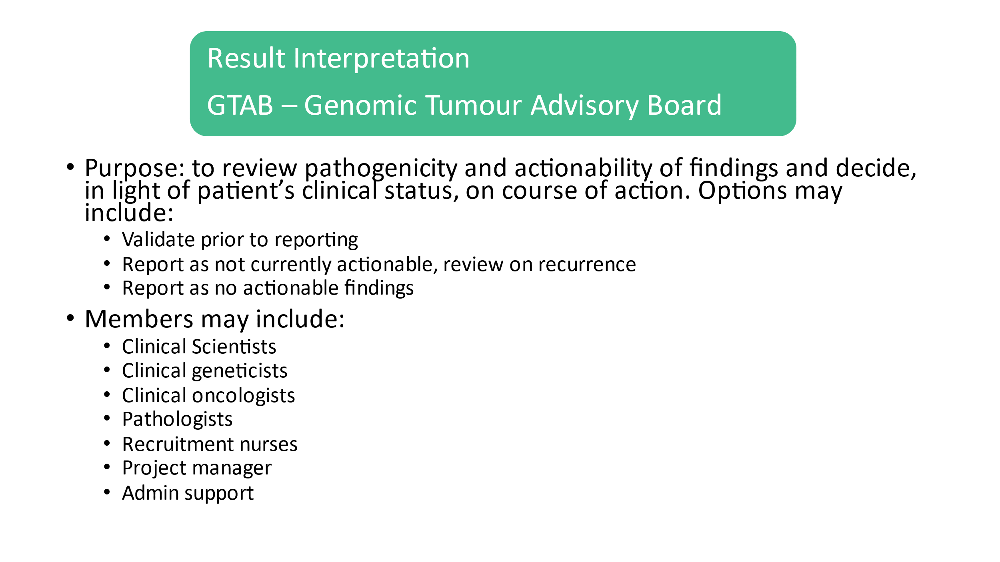 Result Interpretation
GTAB – Genomic Tumour Advisory Board
• Purpose: to review pathogenicity and actionability of findings and decide,
in light of patient’s clinical status, on course of action. Options may
include:
• Validate prior to reporting
• Report as not currently actionable, review on recurrence
• Report as no actionable findings
• Members may include:
• Clinical Scientists
• Clinical geneticists
• Clinical oncologists
• Pathologists
• Recruitment nurses
• Project manager
• Admin support